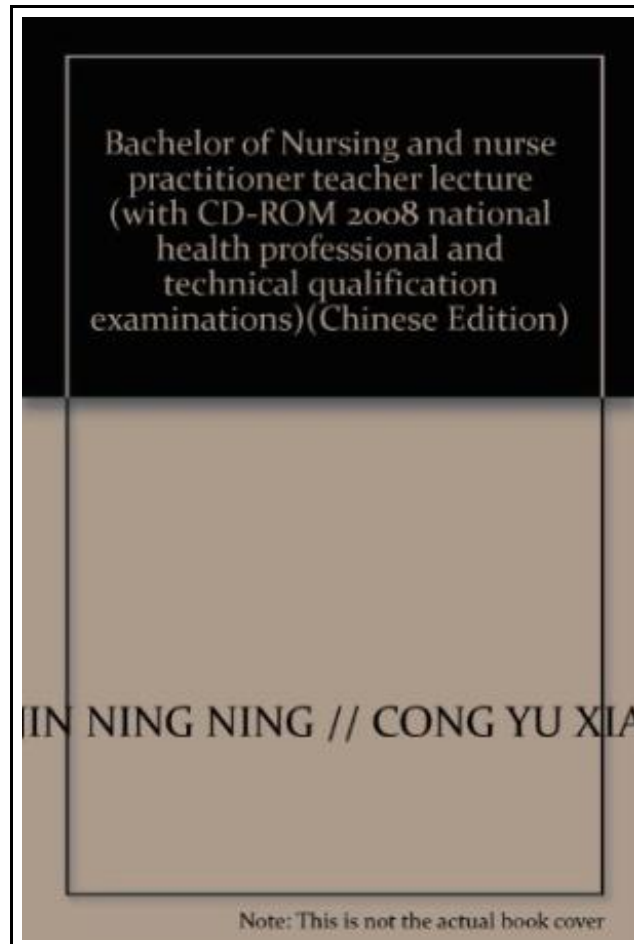 Bachelor of Nursing and nurse
practitioner teacher lecture
(with CD-ROM 2008 national
health professional and
technical qualification
examinations)(Chinese Edition)
NING NING // CONG YU
Note: This is not the actual book cover